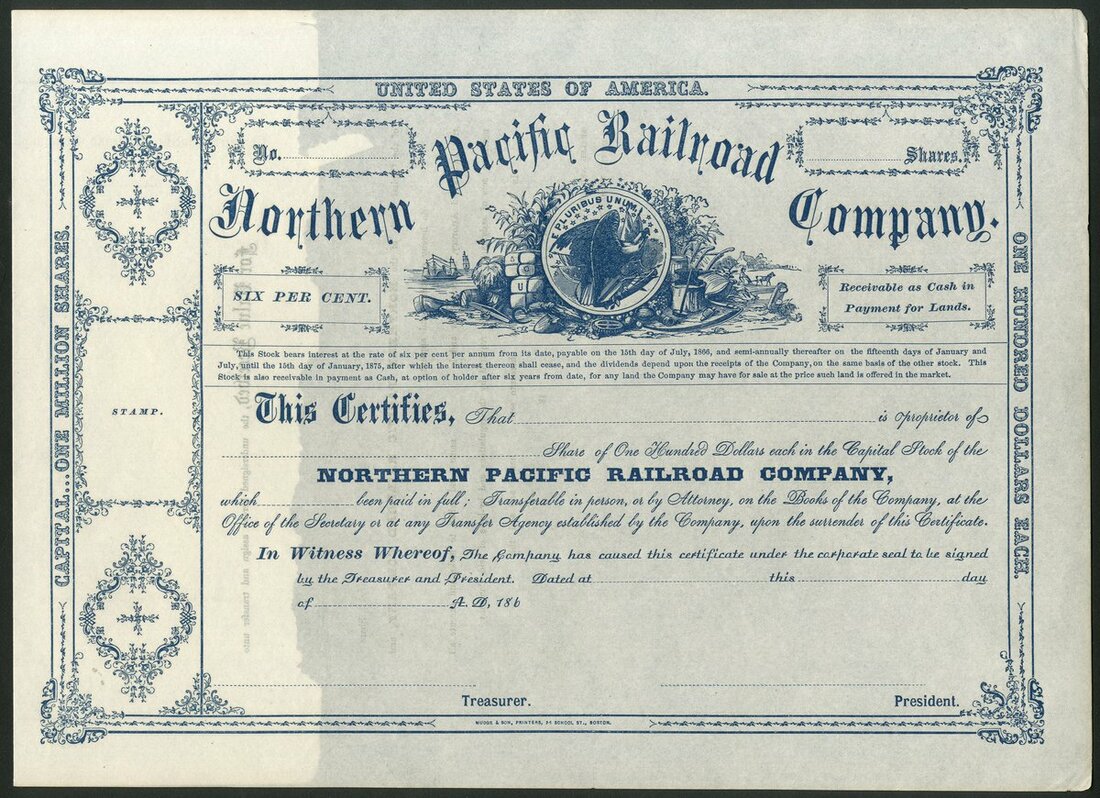 UNITED STATES OF AMERICA.
No.
Shares.
Northern Pacific Railroad Company.
E PLURIBUS UNUM
SIX PER CENT.
Receivable as Cash in
Payment for Lands.
This Stock bears interest at the rate of six per cent per annum from its date, payable on the 15th day of July, 1866, and semi-annually thereafter on the fifteenth days of January and
July, until the 15th day of January, 1875, after which the interest thereon shall cease, and the dividends depend upon the receipts of the Company, on the same basis of the other stock. This
Stock is also receivable in payment as Cash, at option of holder after six years from date, for any land the Company may have for sale at the price such land is offered in the market.
CAPITAL...ONE MILLION SHARES.
STAMP.
ONE HUNDRED DOLLARS EACH.
This Certifies, That is proprietor of
Share of One Hundred Dollars each in the Capital Stock of the
NORTHERN PACIFIC RAILROAD COMPANY,
which been paid in full; Transferable in person, or by Attorney, on the Books of the Company, at the
Office of the Secretary or at any Transfer Agency established by the Company, upon the surrender of this Certificate.
In Witness Whereof, The Company has caused this certificate under the corporate seal to be signed
by the Treasurer and President. Dated at this day
of A.D, 186
Treasurer.
President.
MUDGE & SON, PRINTERS, SCHOOL ST., BOSTON.